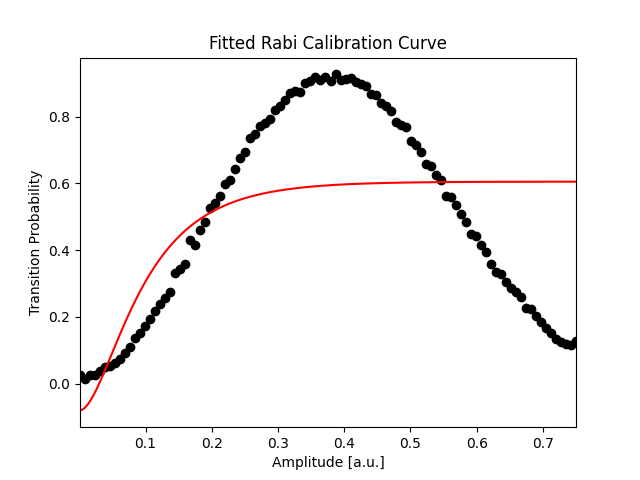 Fitted Rabi Calibration Curve
Transition Probability
0.8
0.6
0.4
0.2
0.0
0.1 0.2 0.3 0.4 0.5 0.6 0.7
Amplitude [a.u.]